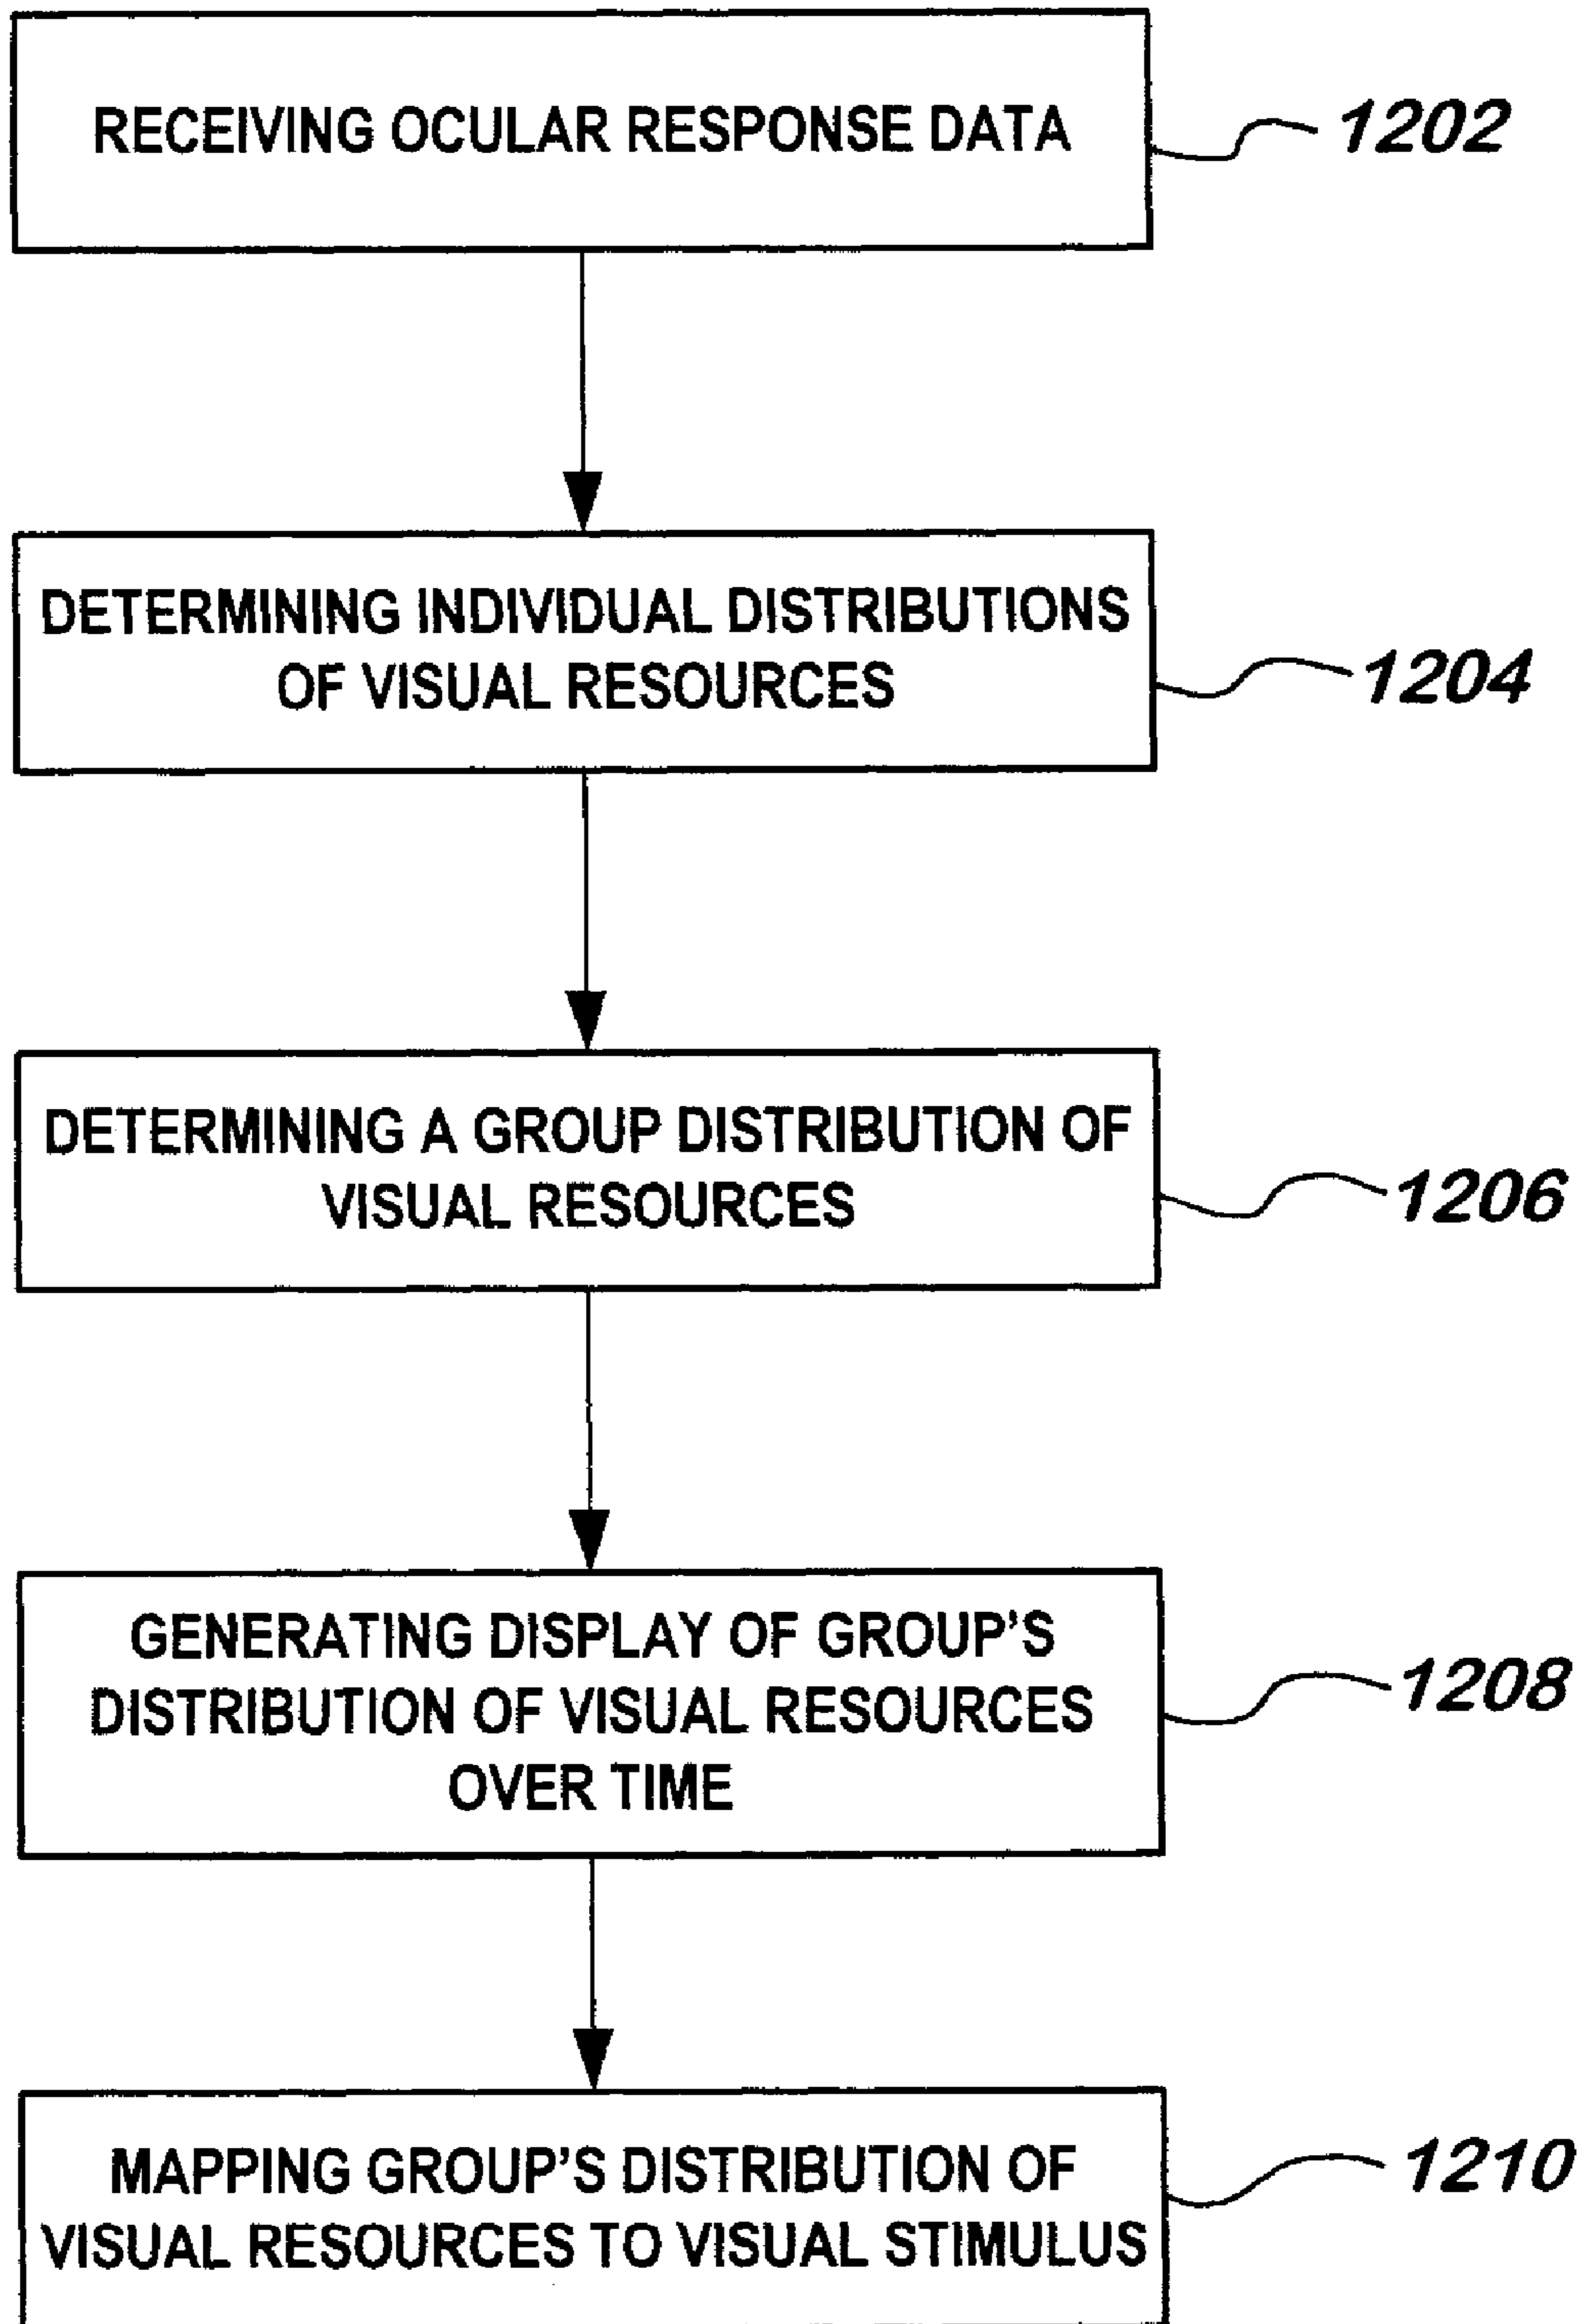 RECEIVING OCULAR RESPONSE DATA
1202
DETERMINING INDIVIDUAL DISTRIBUTIONS
OF VISUAL RESOURCES
1204
DETERMINING A GROUP DISTRIBUTION OF
VISUAL RESOURCES
1206
GENERATING DISPLAY OF GROUP'S
DISTRIBUTION OF VISUAL RESOURCES
OVER TIME
1208
MAPPING GROUP'S DISTRIBUTION OF
VISUAL RESOURCES TO VISUAL STIMULUS
1210